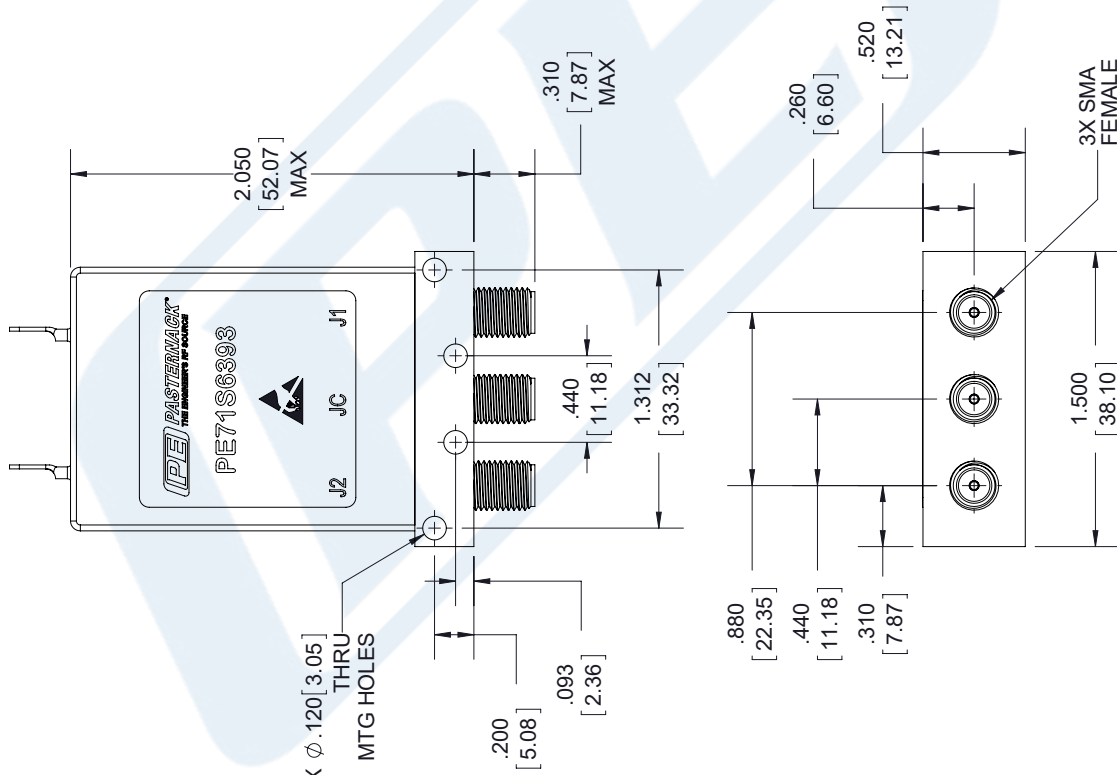 2.050
[52.07]
MAX
.310
[7.87]
MAX
PE PASTERNACK®
THE ENGINEER'S RF SOURCE
PE71S6393
J2 JC J1
.440
[11.18]
1.312
[33.32]
X Ø.120[3.05]
THRU
MTG HOLES
.200
[5.08]
.093
[2.36]
.520
[13.21]
.260
[6.60]
3X SMA
FEMALE
.880
[22.35]
.440
[11.18]
.310
[7.87]
1.500
[38.10]